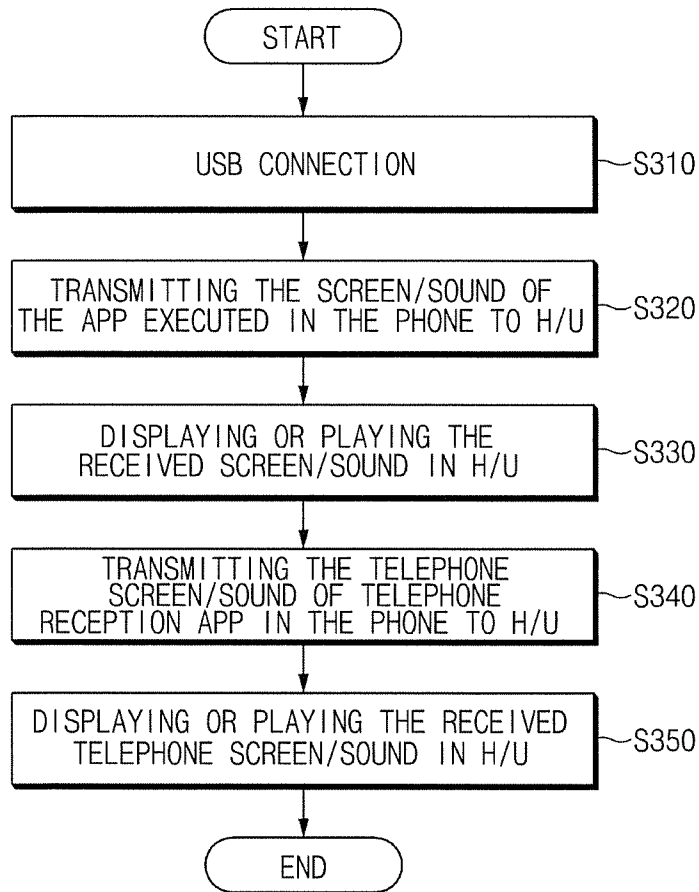 START
USB CONNECTION
S310
TRANSMITTING THE SCREEN/SOUND OF
THE APP EXECUTED IN THE PHONE TO H/U
S320
DISPLAYING OR PLAYING THE
RECEIVED SCREEN/SOUND IN H/U
S330
TRANSMITTING THE TELEPHONE
SCREEN/SOUND OF TELEPHONE
RECEPTION APP IN THE PHONE TO H/U
S340
DISPLAYING OR PLAYING THE RECEIVED
TELEPHONE SCREEN/SOUND IN H/U
S350
END